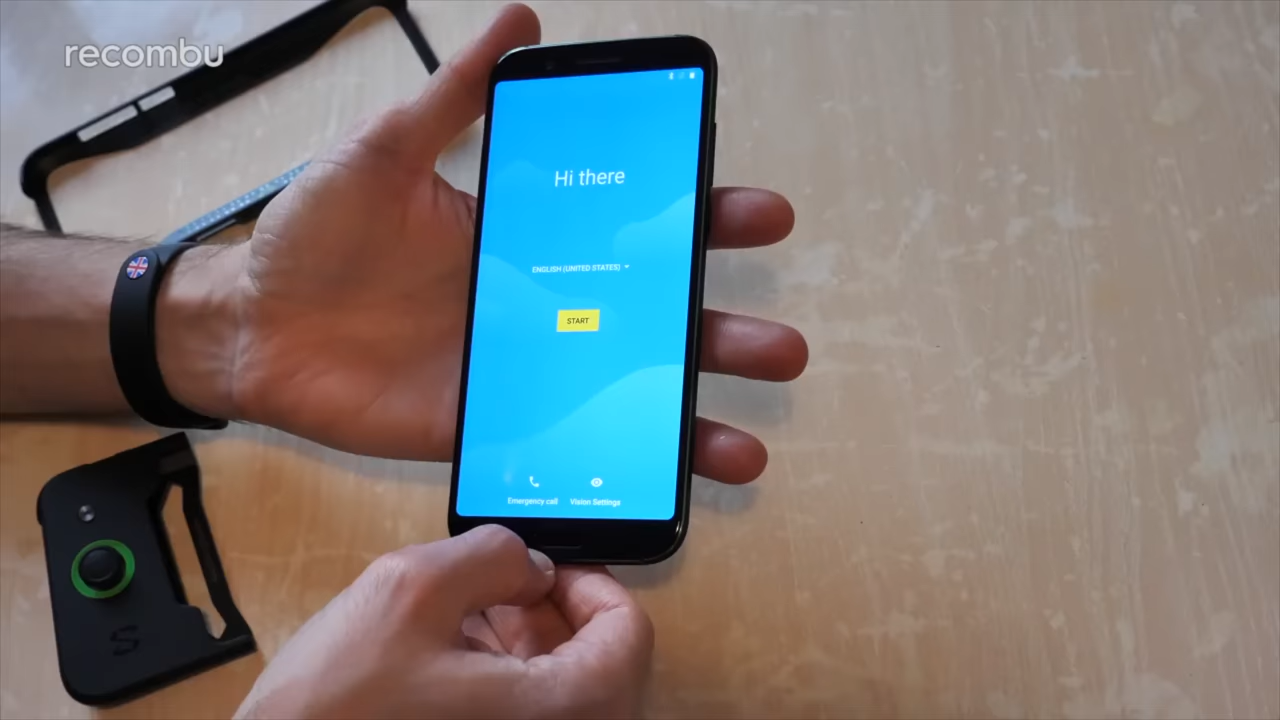 recombu
Hi there
ENGLISH (UNITED STATES)
START
Emergency call
Vision Settings
S